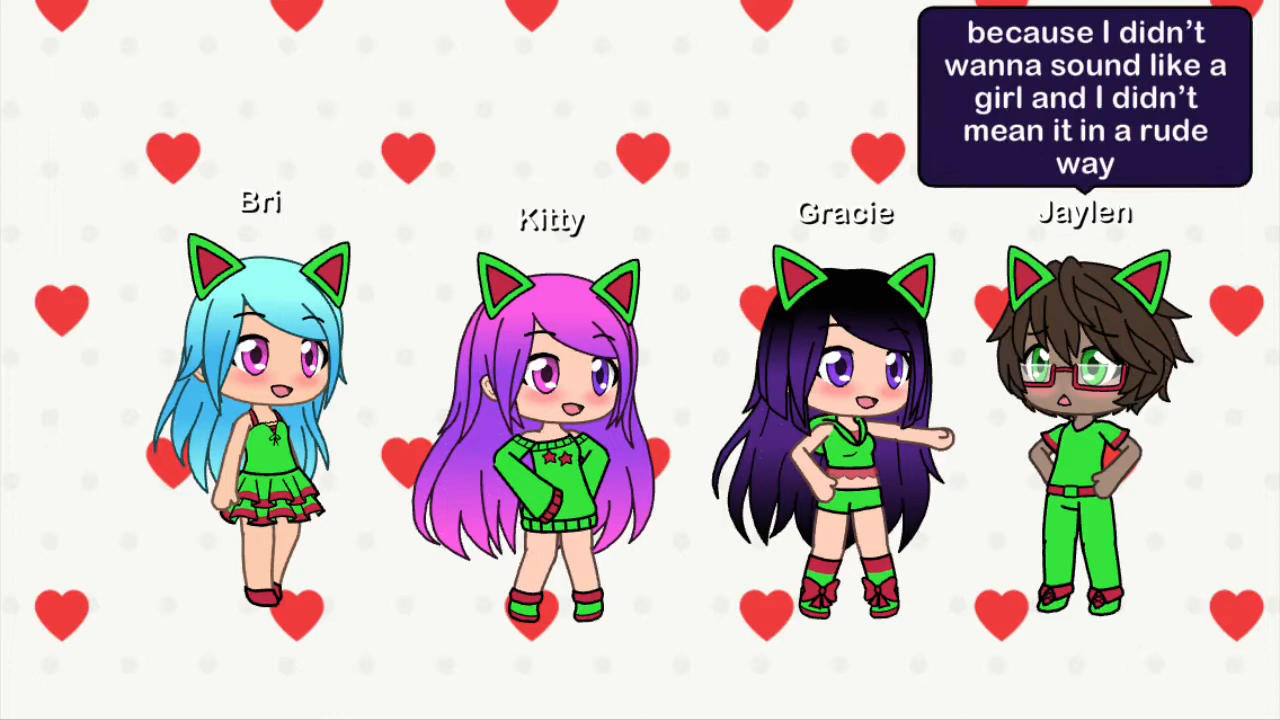 because I didn't
wanna sound like a
girl and I didn't
mean it in a rude
way
Bri
Kitty
Gracie
Jaylen